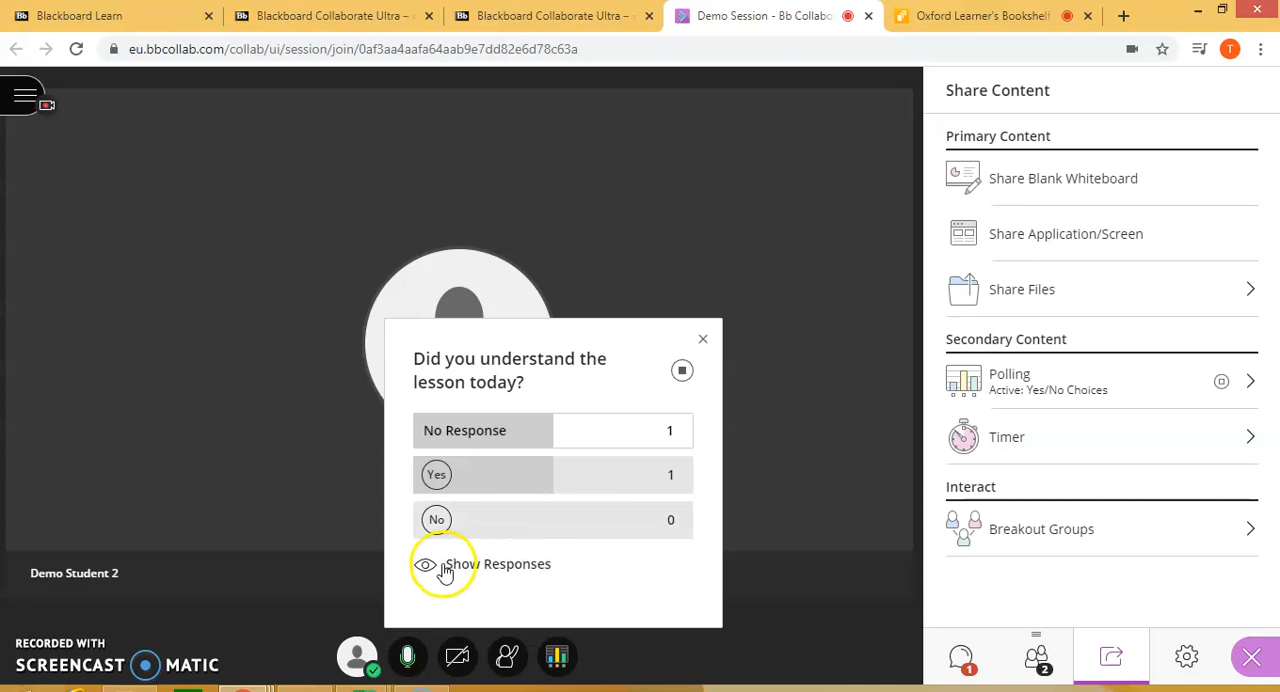 Bb Blackboard Learn
Bb Blackboard Collaborate Ultra –
Bb Blackboard Collaborate Ultra –
Demo Session - Bb Collabo
Oxford Learner's Bookshelf
eu.bbcollab.com/collab/ui/session/join/0af3aa4aafa64aab9e7dd82e6d78c63a
T
Share Content
Primary Content
Share Blank Whiteboard
Share Application/Screen
Share Files
Secondary Content
Polling
Active: Yes/No Choices
Timer
Interact
Breakout Groups
Did you understand the
lesson today?
No Response 1
Yes 1
No 0
Show Responses
Demo Student 2
RECORDED WITH
SCREENCAST MATIC
1
2